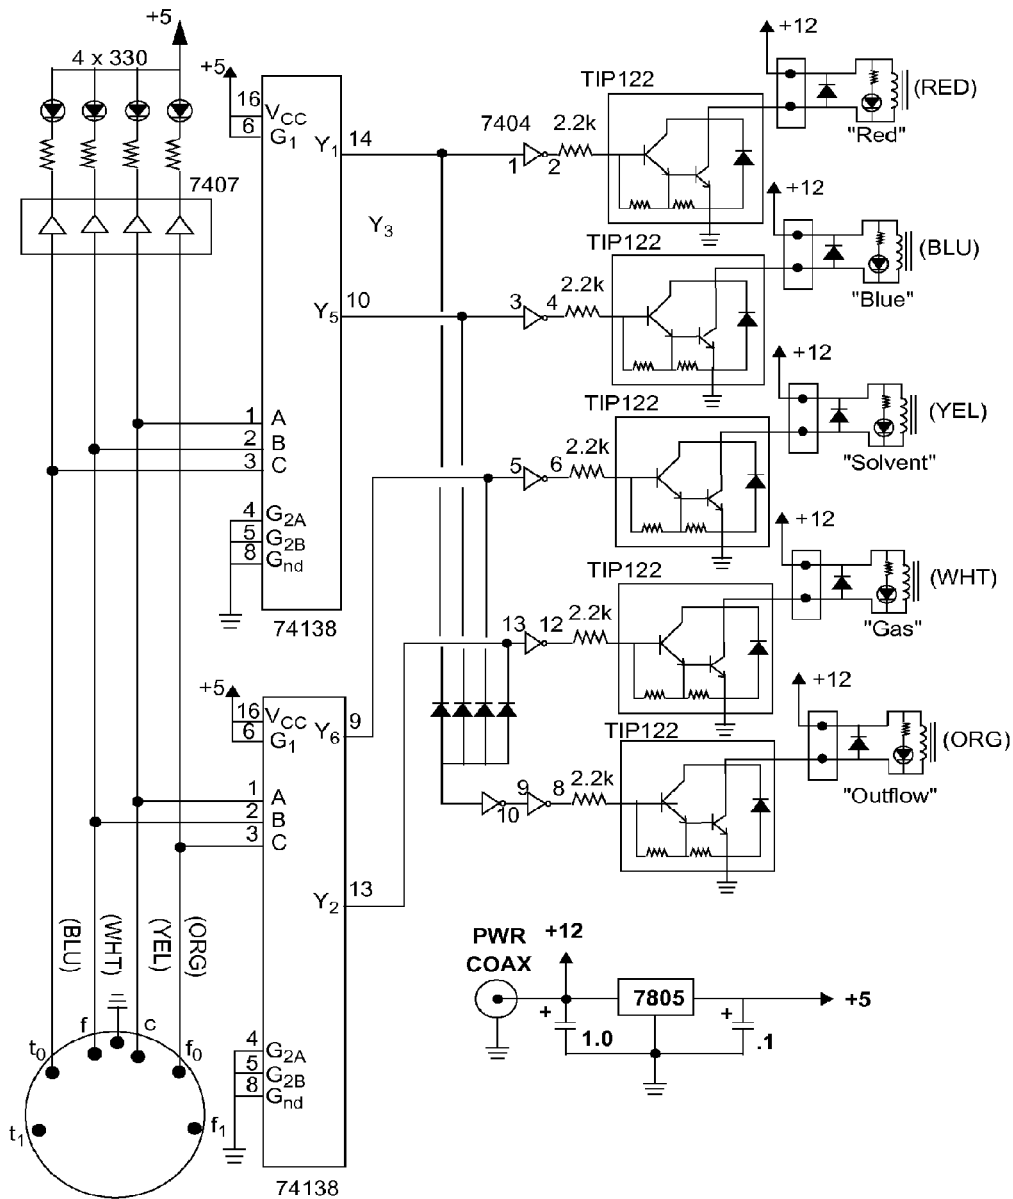 +5
4 x 330
7407
+5
16 VCC
6 G1
Y1 14
Y3
Y5 10
1 A
2 B
3 C
4 G2A
5 G2B
8 Gnd
74138
+5
16 VCC
6 G1
Y6 9
1 A
2 B
3 C
Y2 13
4 G2A
5 G2B
8 Gnd
74138
(BLU)
(WHT)
(YEL)
(ORG)
t0
f
c
f0
t1
f1
7404
1 2
2.2k
TIP122
+12
(RED)
"Red"
3 4
2.2k
TIP122
+12
(BLU)
"Blue"
5 6
2.2k
TIP122
+12
(YEL)
"Solvent"
13 12
2.2k
TIP122
+12
(WHT)
"Gas"
10
9 8
2.2k
TIP122
+12
(ORG)
"Outflow"
PWR
COAX
+12
7805
+5
+ 1.0
+ .1